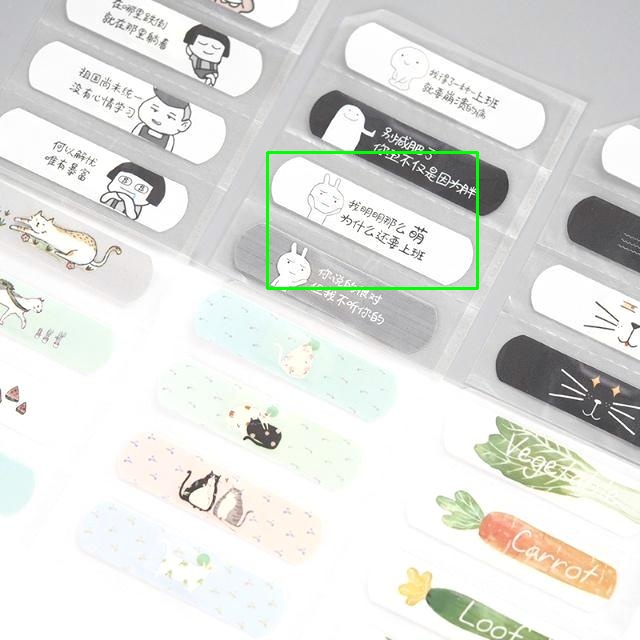 在哪里跌倒
就在那里躺着
祖国尚未统一
没有心情学习
何以解忧
唯有暴富
我得了一种一上班
就要崩溃的病
别减肥了
你丑不仅是因为胖
我明明那么萌
为什么还要上班
你说的很对
但我不听你的
Vegetable
Carrot
Loof